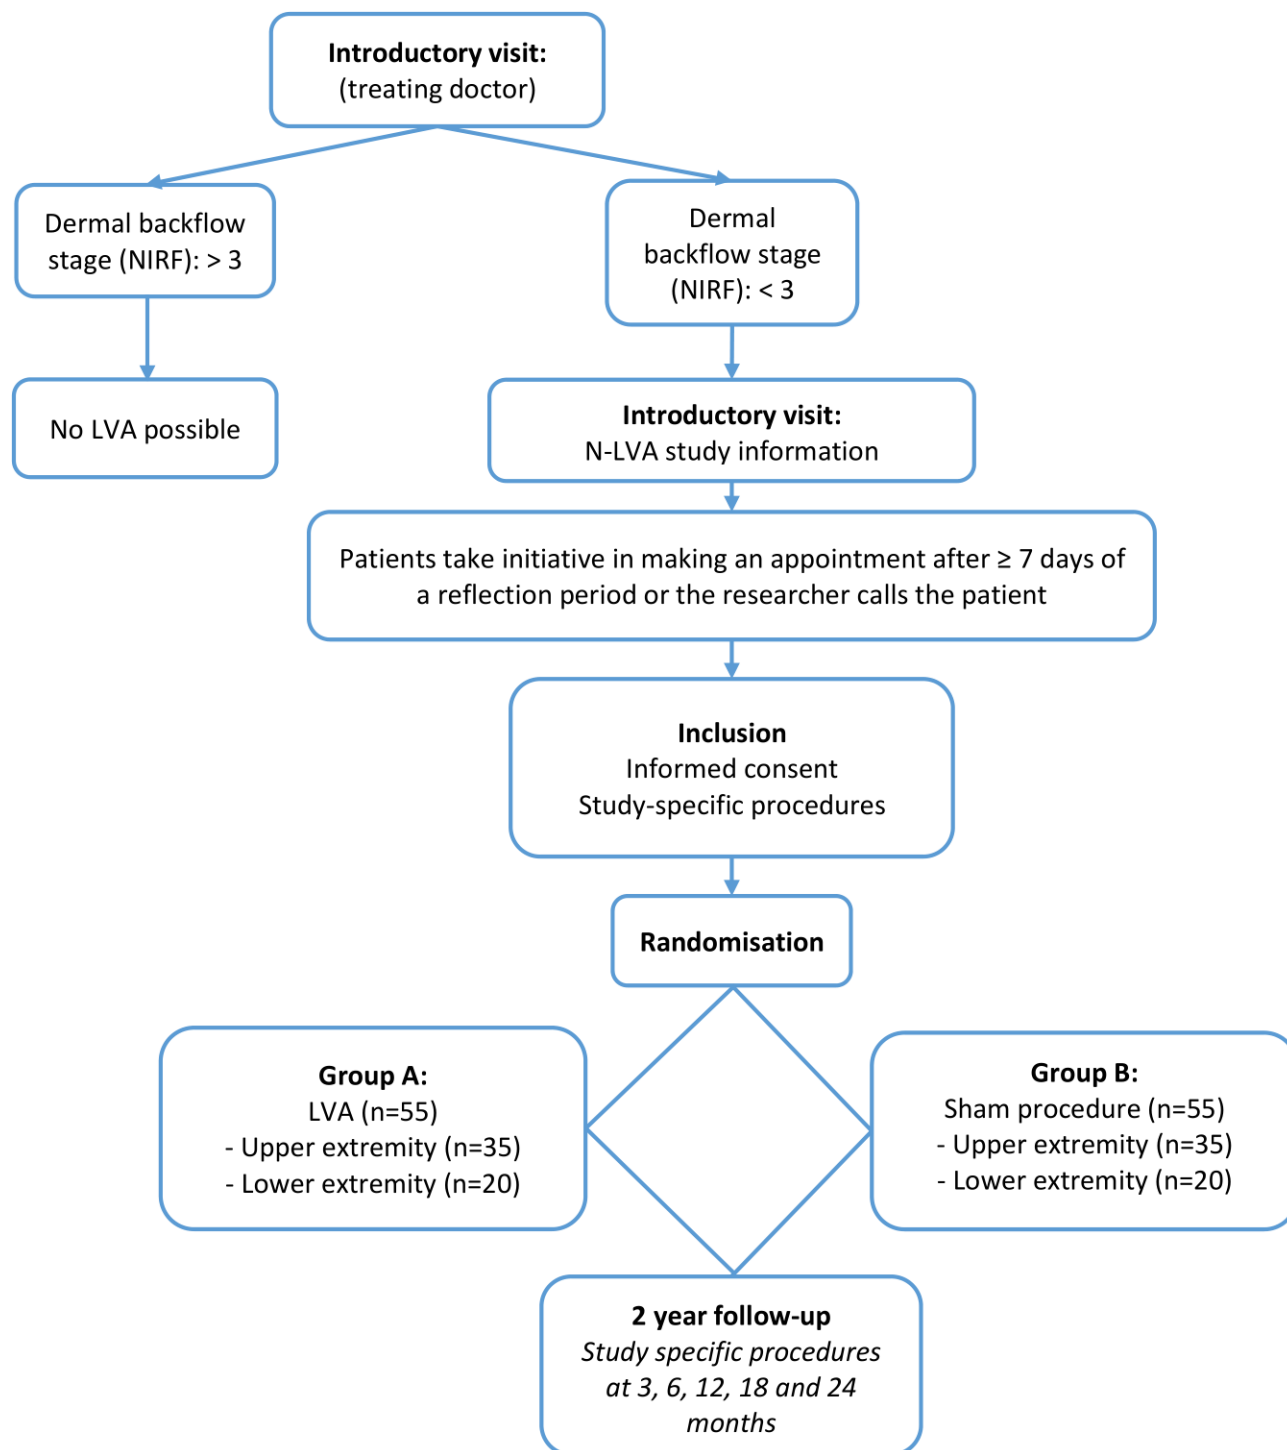 Introductory visit:
(treating doctor)
Dermal backflow
stage (NIRF): > 3
Dermal
backflow stage
(NIRF): < 3
No LVA possible
Introductory visit:
N-LVA study information
Patients take initiative in making an appointment after ≥ 7 days of
a reflection period or the researcher calls the patient
Inclusion
Informed consent
Study-specific procedures
Randomisation
Group A:
LVA (n=55)
- Upper extremity (n=35)
- Lower extremity (n=20)
Group B:
Sham procedure (n=55)
- Upper extremity (n=35)
- Lower extremity (n=20)
2 year follow-up
Study specific procedures
at 3, 6, 12, 18 and 24
months